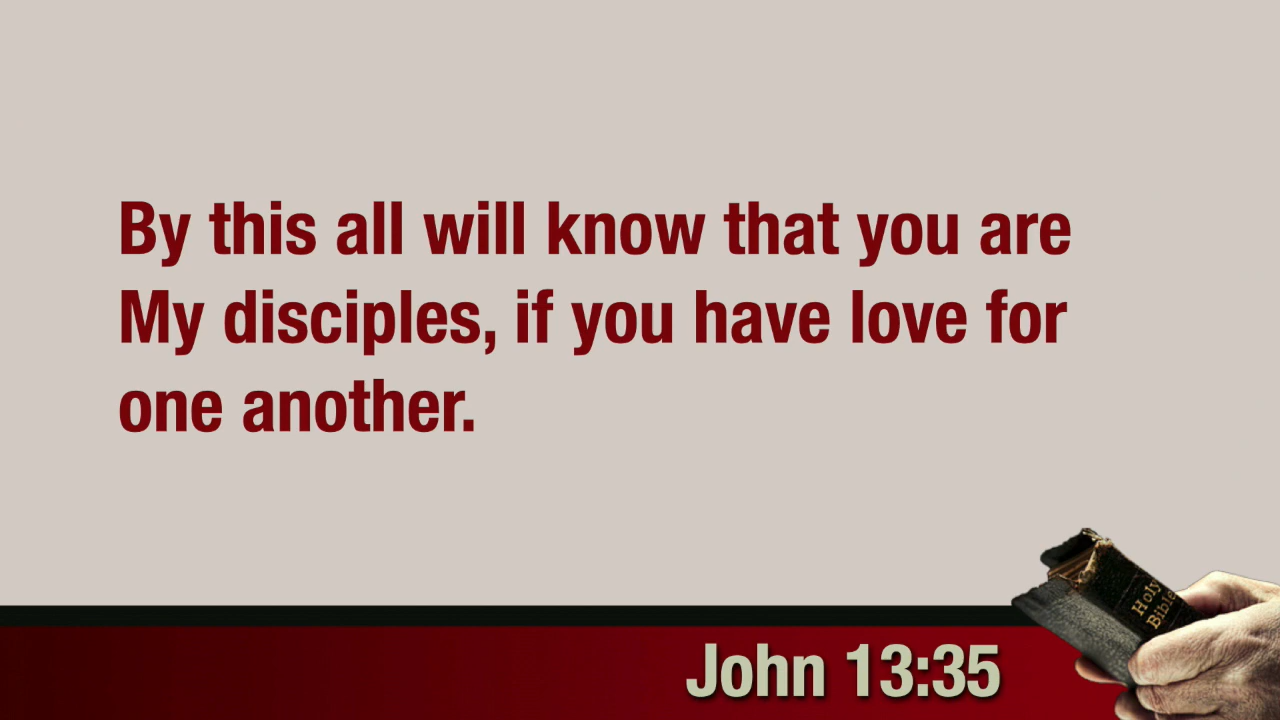 By this all will know that you are
My disciples, if you have love for
one another.
Holy
Bible
John 13:35